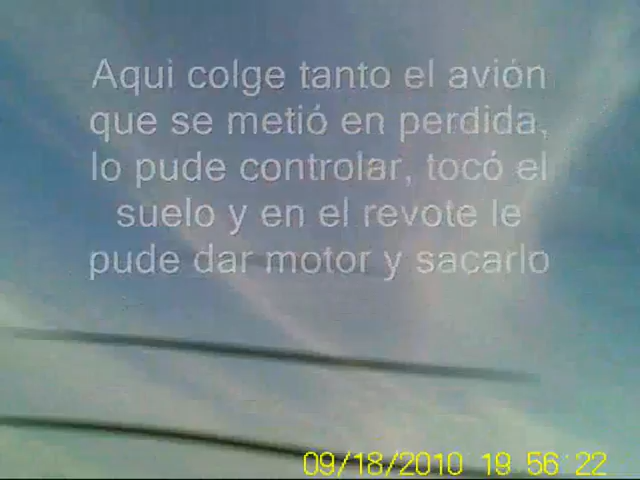 Aqui colge tanto el avión
que se metió en perdida,
lo pude controlar, tocó el
suelo y en el revote le
pude dar motor y sacarlo
09/18/2010 19:56:22